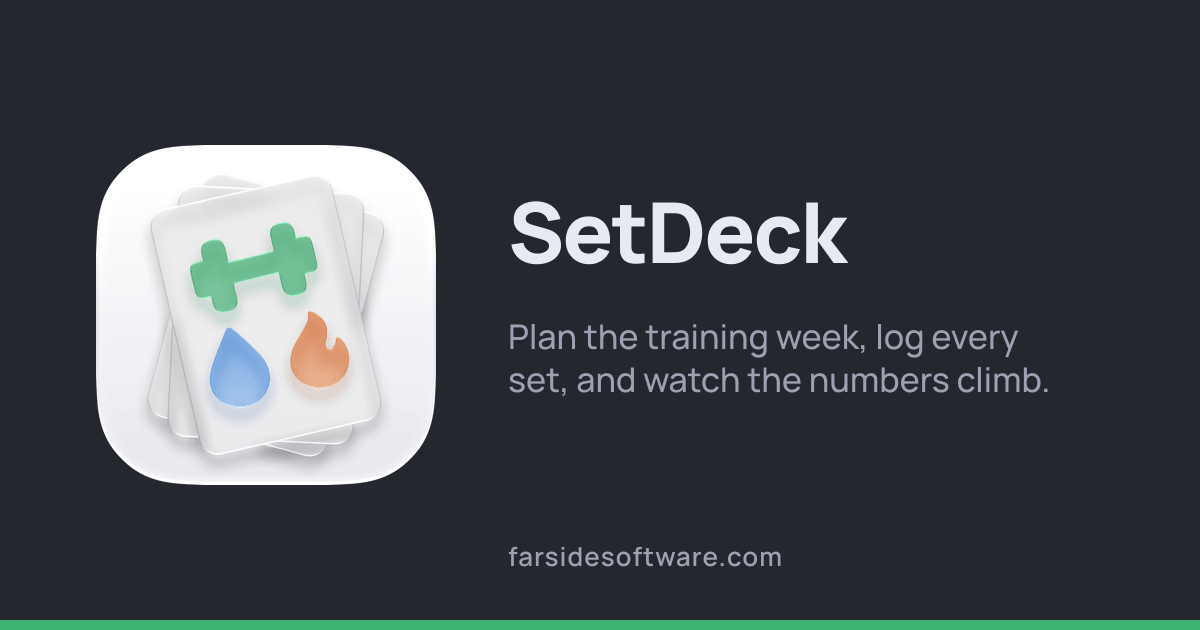 SetDeck
Plan the training week, log every
set, and watch the numbers climb.
farsidesoftware.com